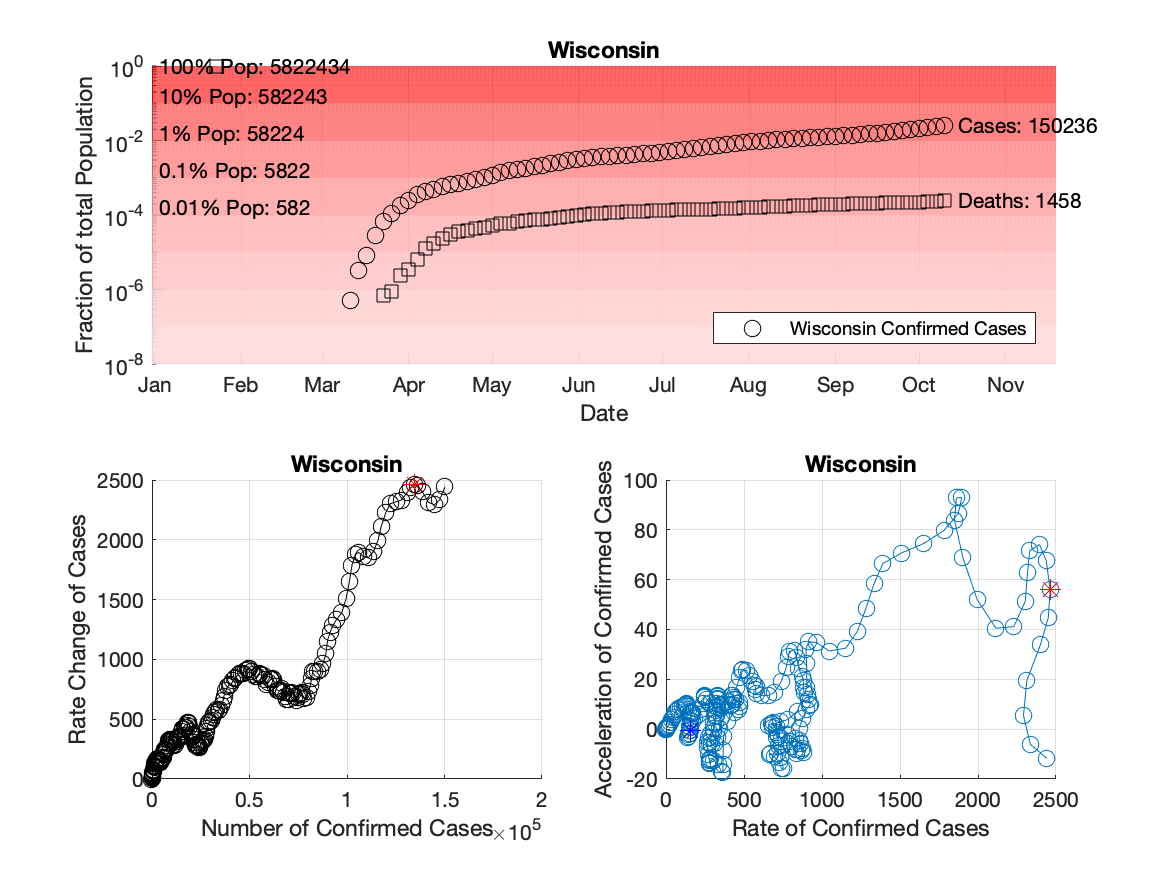 Wisconsin
10^0
10^-2
10^-4
10^-6
10^-8
Fraction of total Population
100% Pop: 5822434
10% Pop: 582243
1% Pop: 58224
0.1% Pop: 5822
0.01% Pop: 582
Cases: 150236
Deaths: 1458
Wisconsin Confirmed Cases
Jan Feb Mar Apr May Jun Jul Aug Sep Oct Nov
Date
Wisconsin
2500
2000
1500
1000
500
0
Rate Change of Cases
0 0.5 1 1.5 2
Number of Confirmed Cases ×10^5
Wisconsin
100
80
60
40
20
0
-20
Acceleration of Confirmed Cases
0 500 1000 1500 2000 2500
Rate of Confirmed Cases